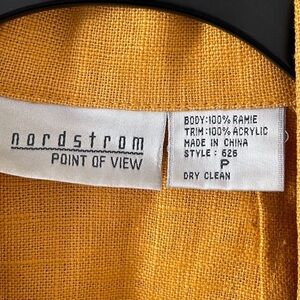 nordstrom
POINT OF VIEW
BODY:100% RAMIE
TRIM:100% ACRYLIC
MADE IN CHINA
STYLE : 626
P
DRY CLEAN